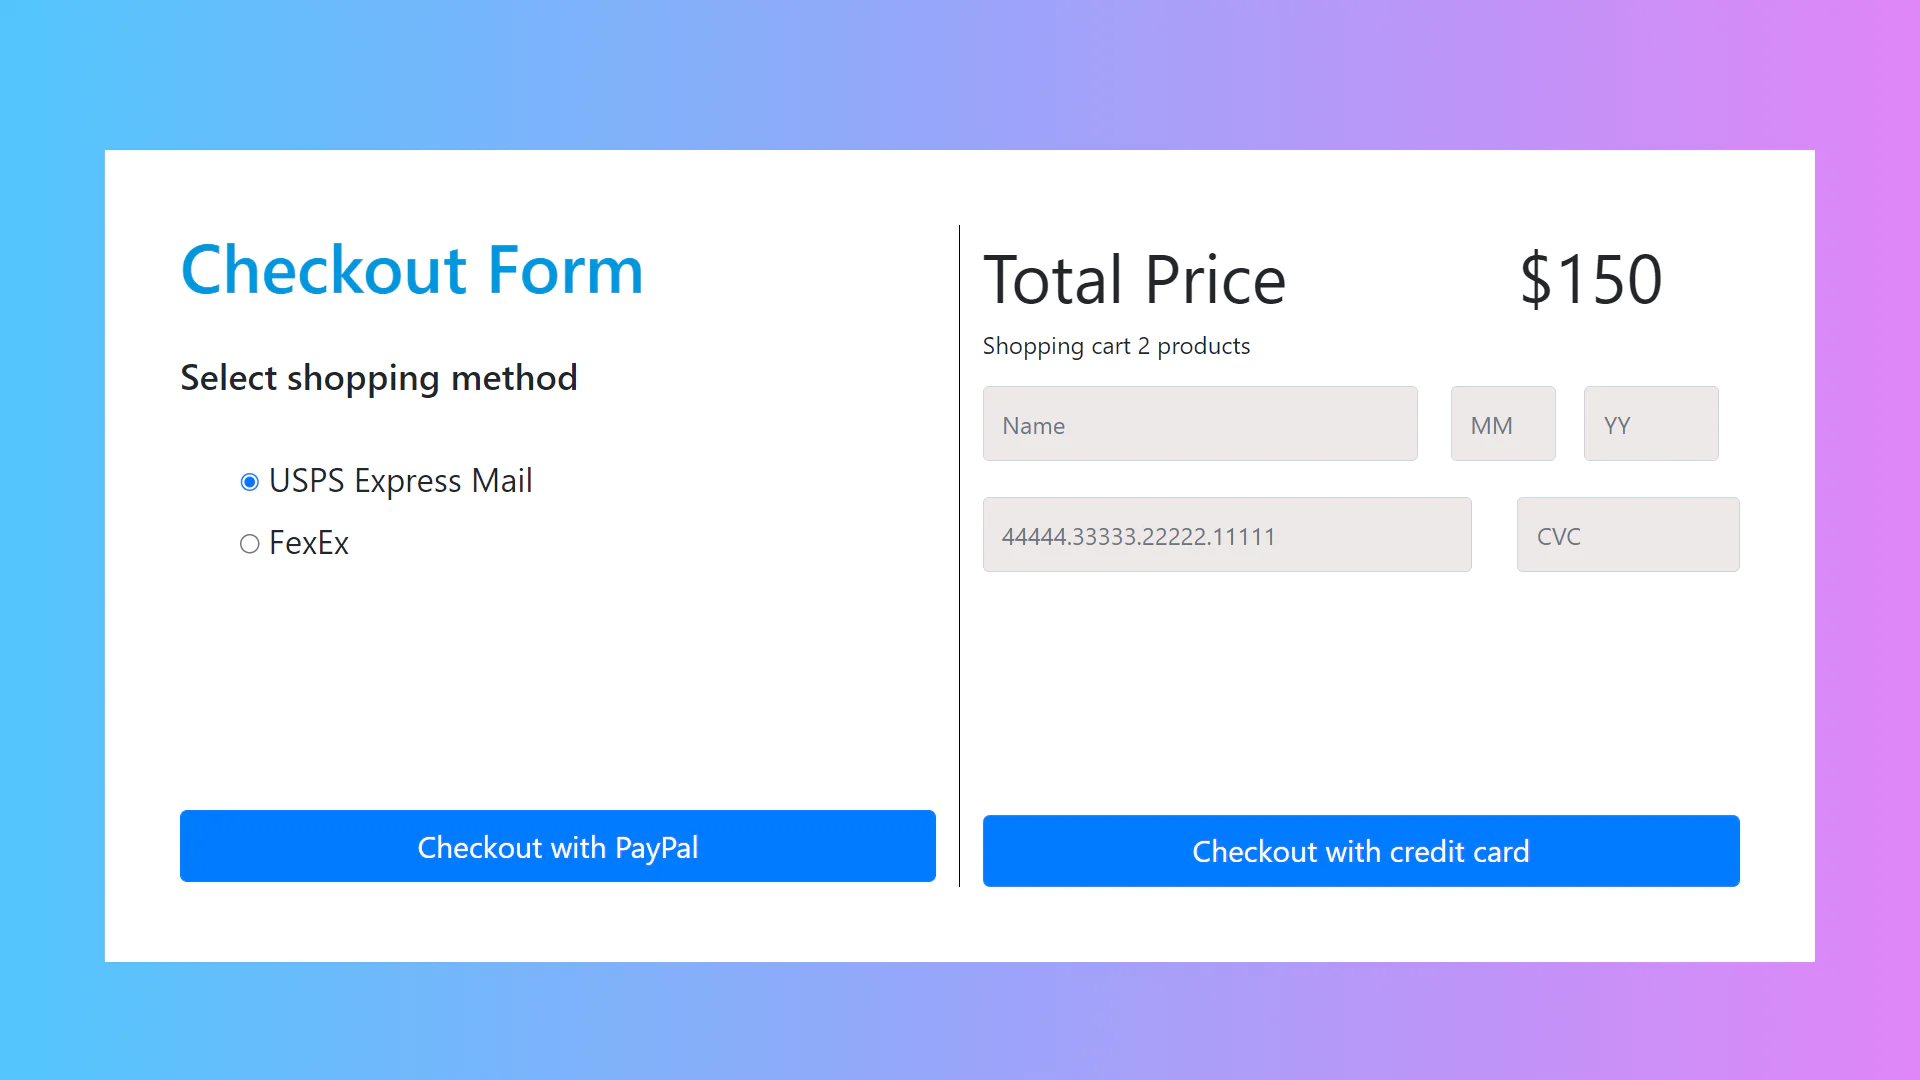 Checkout Form
Select shopping method
USPS Express Mail
FexEx
Checkout with PayPal
Total Price $150
Shopping cart 2 products
Name MM YY
44444.33333.22222.11111 CVC
Checkout with credit card